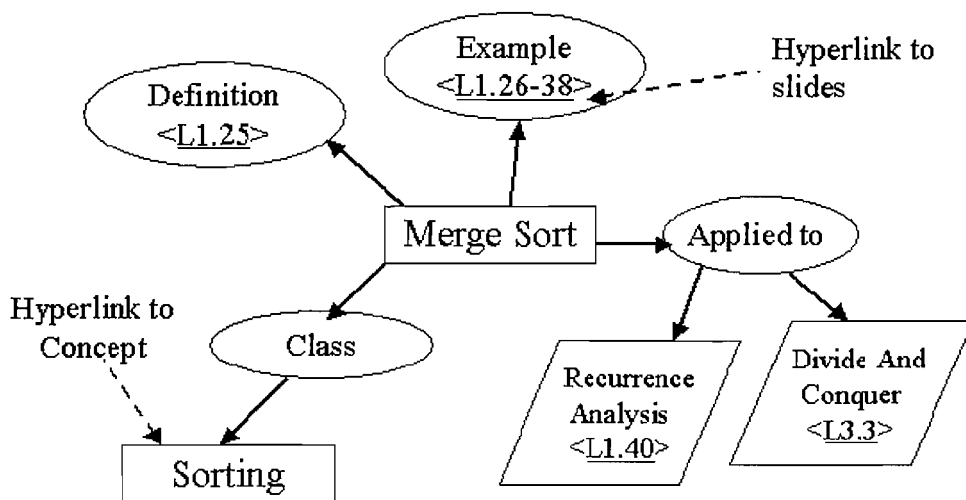 Example
<L1.26-38>
Hyperlink to
slides
Definition
<L1.25>
Merge Sort
Applied to
Hyperlink to
Concept
Class
Recurrence
Analysis
<L1.40>
Divide And
Conquer
<L3.3>
Sorting